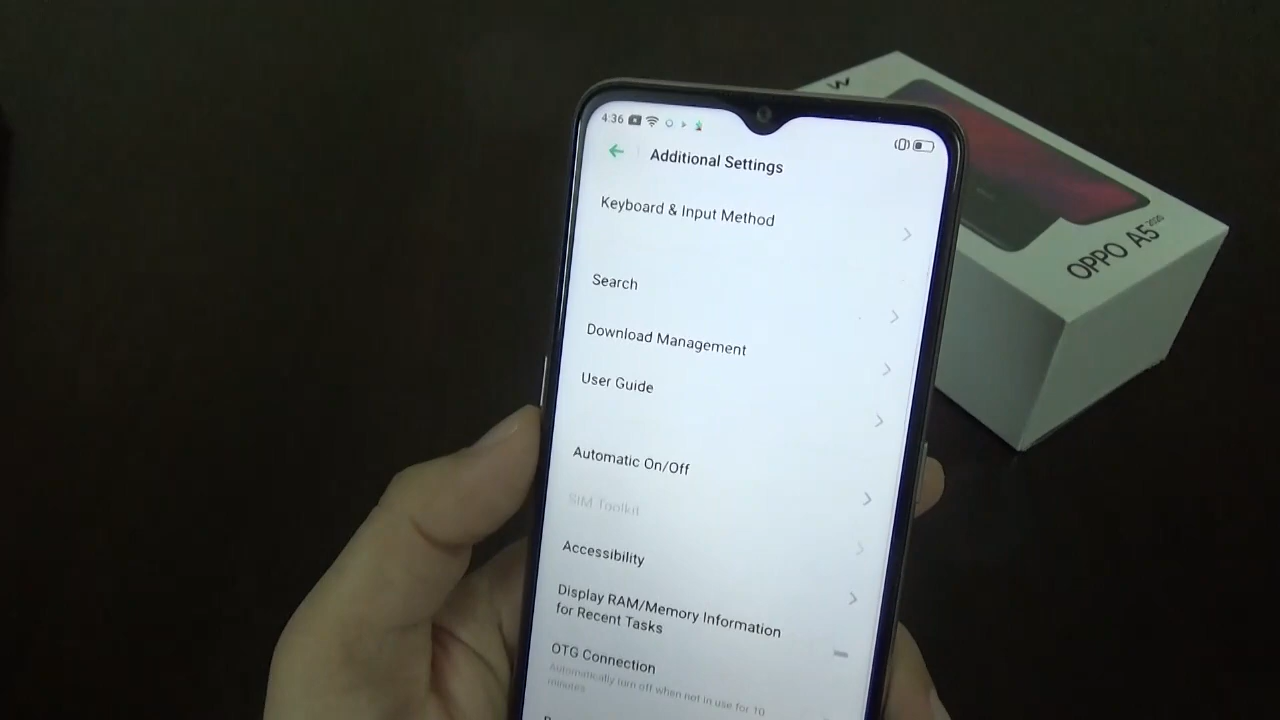 W
4:36
Additional Settings
Keyboard & Input Method
OPPO A5 2020
Search
Download Management
User Guide
Automatic On/Off
SIM Toolkit
Accessibility
Display RAM/Memory Information
for Recent Tasks
OTG Connection
Automatically turn off when not in use for 10
minutes